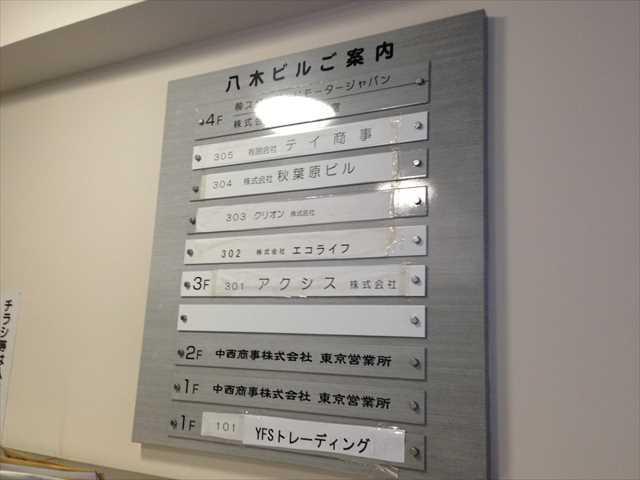 八木ビルご案内
㈱ス ータージャパン
4F 株式会
305 有限会社 テイ商事
304 株式会社 秋葉原ビル
303 クリオン 株式会社
302 株式会社 エコライフ
3F 301 アクシス 株式会社
2F 中西商事株式会社 東京営業所
1F 中西商事株式会社 東京営業所
1F 101 YFSトレーディング
チラシ